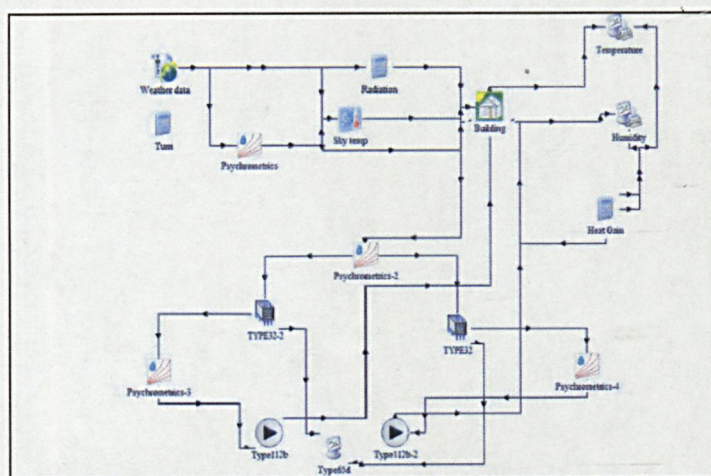 Temperature
Weather data
Radiation
Building
Turn
Sky temp
Humidity
Psychrometrics
Heat Gain
Psychrometrics-2
TYPE32-2
TYPE32
Psychrometrics-3
Psychrometrics-4
Type112b
Type112b-2
Type65d